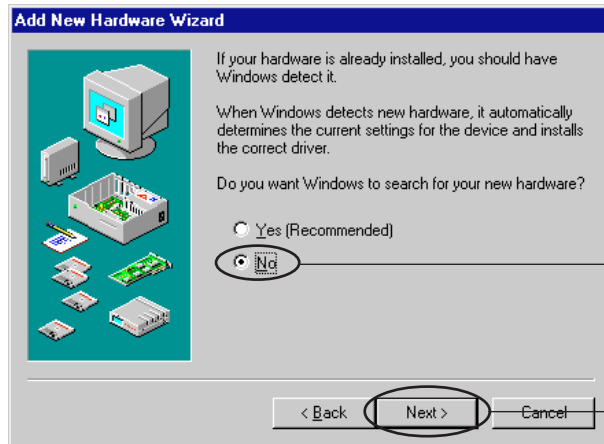 Add New Hardware Wizard
If your hardware is already installed, you should have
Windows detect it.
When Windows detects new hardware, it automatically
determines the current settings for the device and installs
the correct driver.
Do you want Windows to search for your new hardware?
Yes (Recommended)
No
< Back
Next >
Cancel